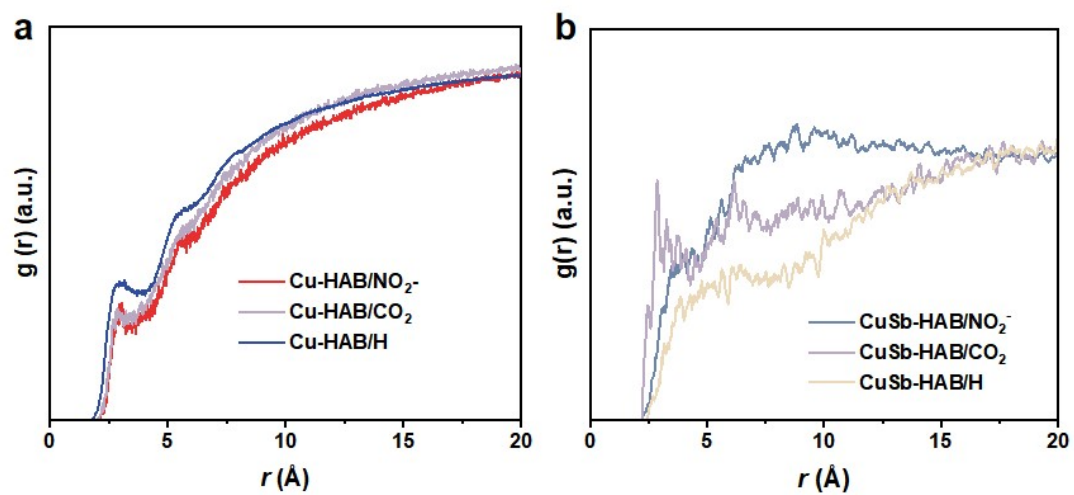 a
g (r) (a.u.)
Cu-HAB/NO₂-
Cu-HAB/CO₂
Cu-HAB/H
0 5 10 15 20
r (Å)
b
g(r) (a.u.)
CuSb-HAB/NO₂⁻
CuSb-HAB/CO₂
CuSb-HAB/H
0 5 10 15 20
r (Å)